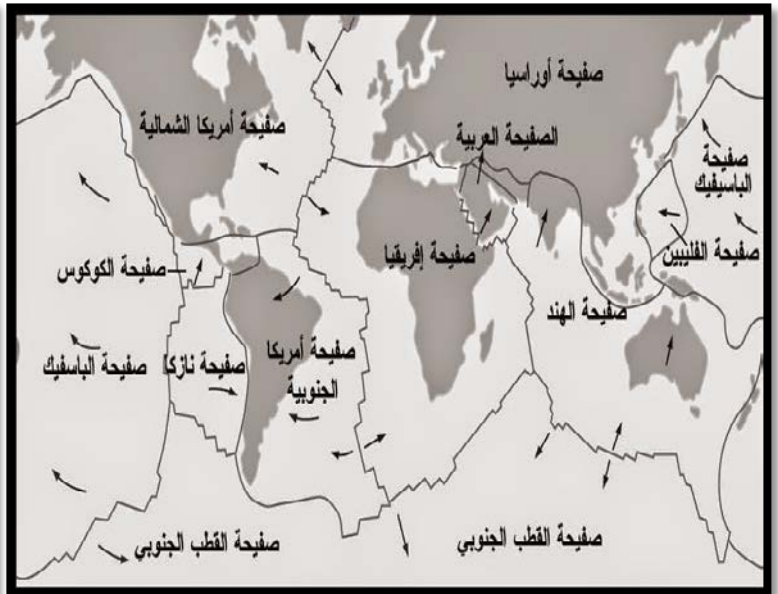 صفيحة أوراسيا
صفيحة أمريكا الشمالية
الصفيحة العربية
صفيحة
الباسيفيك
صفيحة الفليبين
صفيحة إفريقيا
صفيحة الكوكوس
صفيحة الهند
صفيحة أمريكا
الجنوبية
صفيحة نازكا
صفيحة الباسفيك
صفيحة القطب الجنوبي
صفيحة القطب الجنوبي